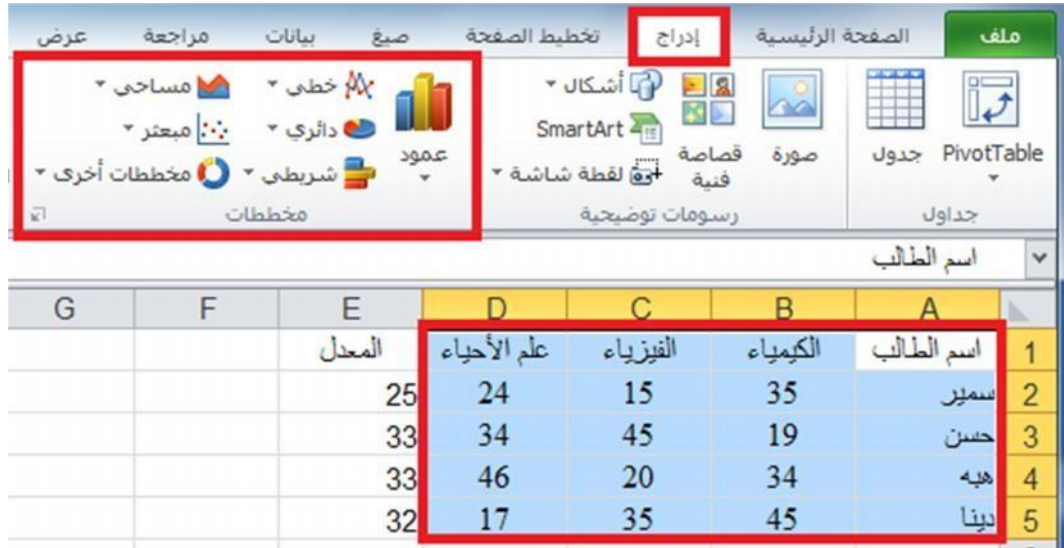 ملف الصفحة الرئيسية إدراج تخطيط الصفحة صيغ بيانات مراجعة عرض
PivotTable جدول صورة قصاصة فنية أشكال SmartArt لقطة شاشة عمود خطي دائري شريطي مساحي مبعثر مخططات أخرى
جداول رسومات توضيحية مخططات
اسم الطالب
A B C D E F G
1 اسم الطالب الكيمياء الفيزياء علم الأحياء المعدل
2 سمير 35 15 24 25
3 حسن 19 45 34 33
4 هبه 34 20 46 33
5 دينا 45 35 17 32